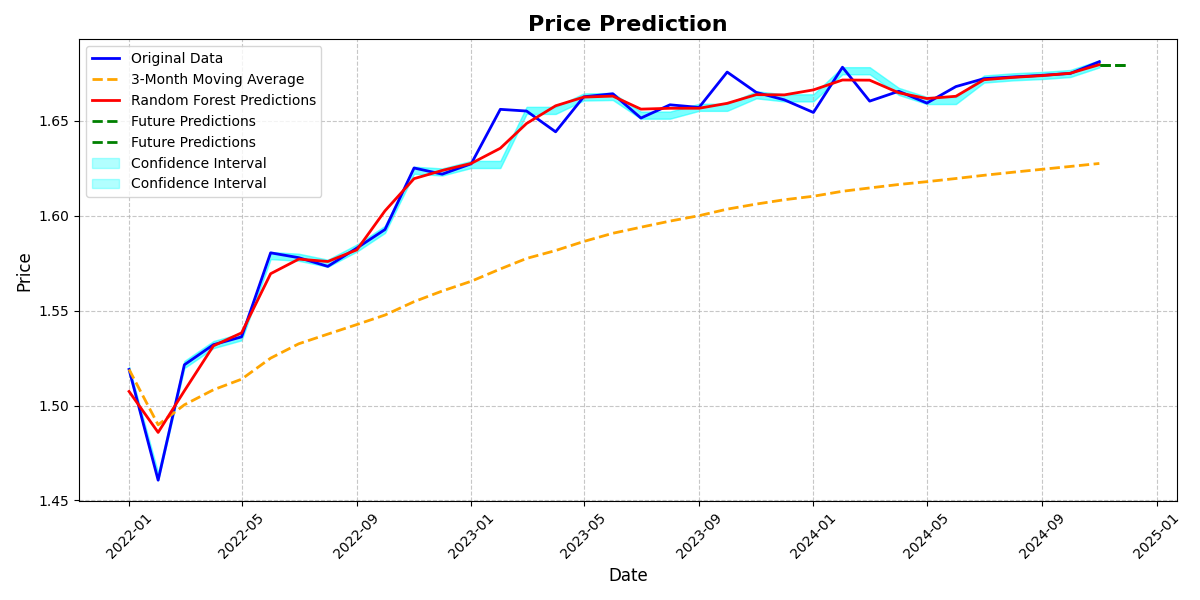 Price Prediction
Original Data
3-Month Moving Average
Random Forest Predictions
Future Predictions
Future Predictions
Confidence Interval
Confidence Interval
Price
1.65
1.60
1.55
1.50
1.45
2022-01
2022-05
2022-09
2023-01
2023-05
2023-09
2024-01
2024-05
2024-09
2025-01
Date